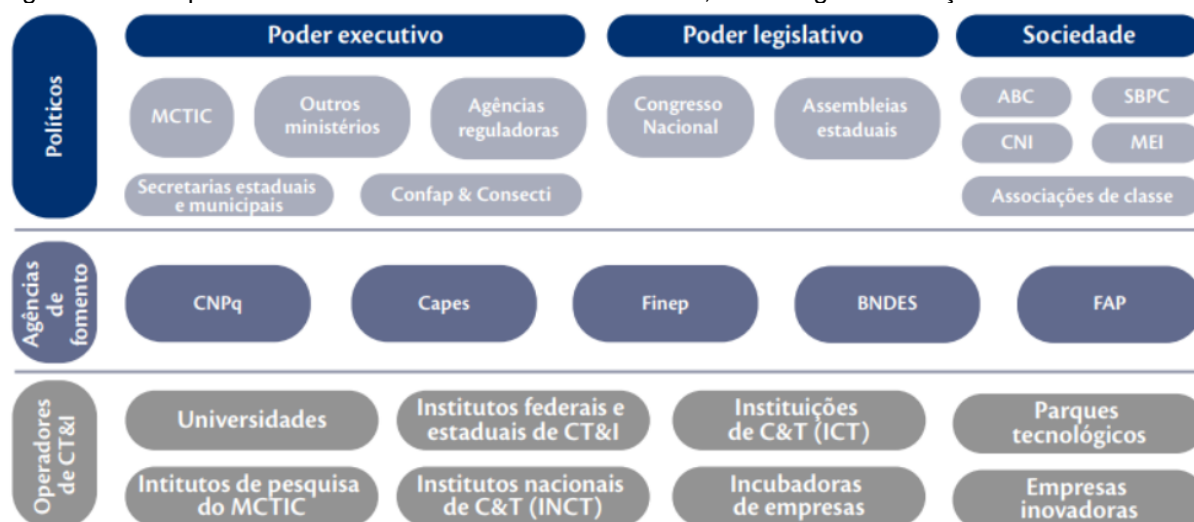 Poder executivo
Poder legislativo
Sociedade
Políticos
MCTIC
Outros
ministérios
Agências
reguladoras
Congresso
Nacional
Assembleias
estaduais
ABC
SBPC
CNI
MEI
Secretarias estaduais
e municipais
Confap & Consecti
Associações de classe
Agências
de
fomento
CNPq
Capes
Finep
BNDES
FAP
Operadores
de CT&I
Universidades
Institutos federais e
estaduais de CT&I
Instituições
de C&T (ICT)
Parques
tecnológicos
Intitutos de pesquisa
do MCTIC
Institutos nacionais
de C&T (INCT)
Incubadoras
de empresas
Empresas
inovadoras